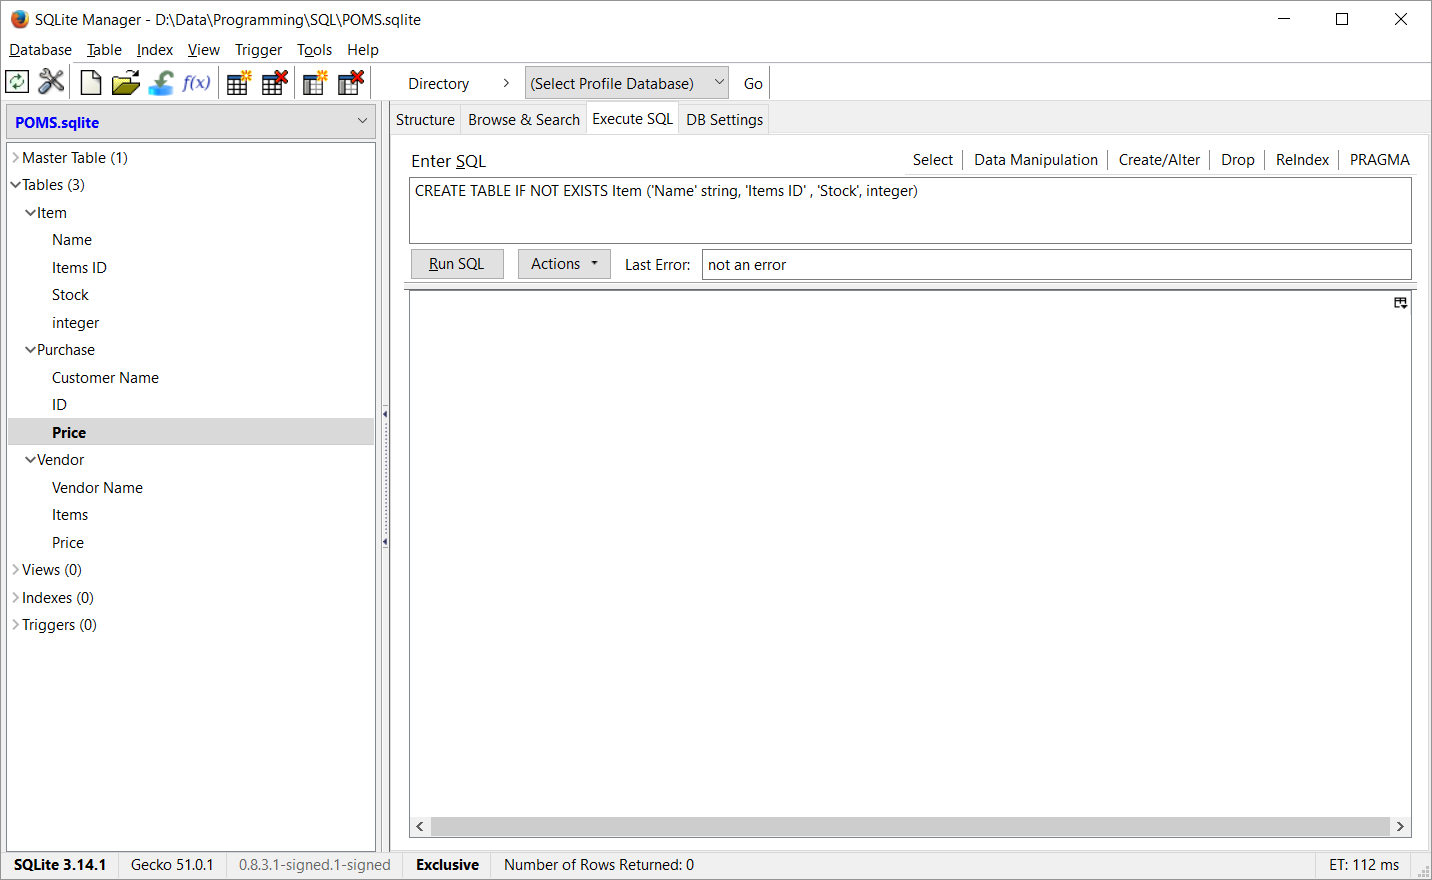 SQLite Manager - D:\Data\Programming\SQL\POMS.sqlite
Database Table Index View Trigger Tools Help
f(x) Directory > (Select Profile Database) Go
POMS.sqlite
Master Table (1)
Tables (3)
Item
Name
Items ID
Stock
integer
Purchase
Customer Name
ID
Price
Vendor
Vendor Name
Items
Price
Views (0)
Indexes (0)
Triggers (0)
Structure Browse & Search Execute SQL DB Settings
Enter SQL Select Data Manipulation Create/Alter Drop ReIndex PRAGMA
CREATE TABLE IF NOT EXISTS Item ('Name' string, 'Items ID' , 'Stock', integer)
Run SQL Actions Last Error: not an error
SQLite 3.14.1 Gecko 51.0.1 0.8.3.1-signed.1-signed Exclusive Number of Rows Returned: 0 ET: 112 ms